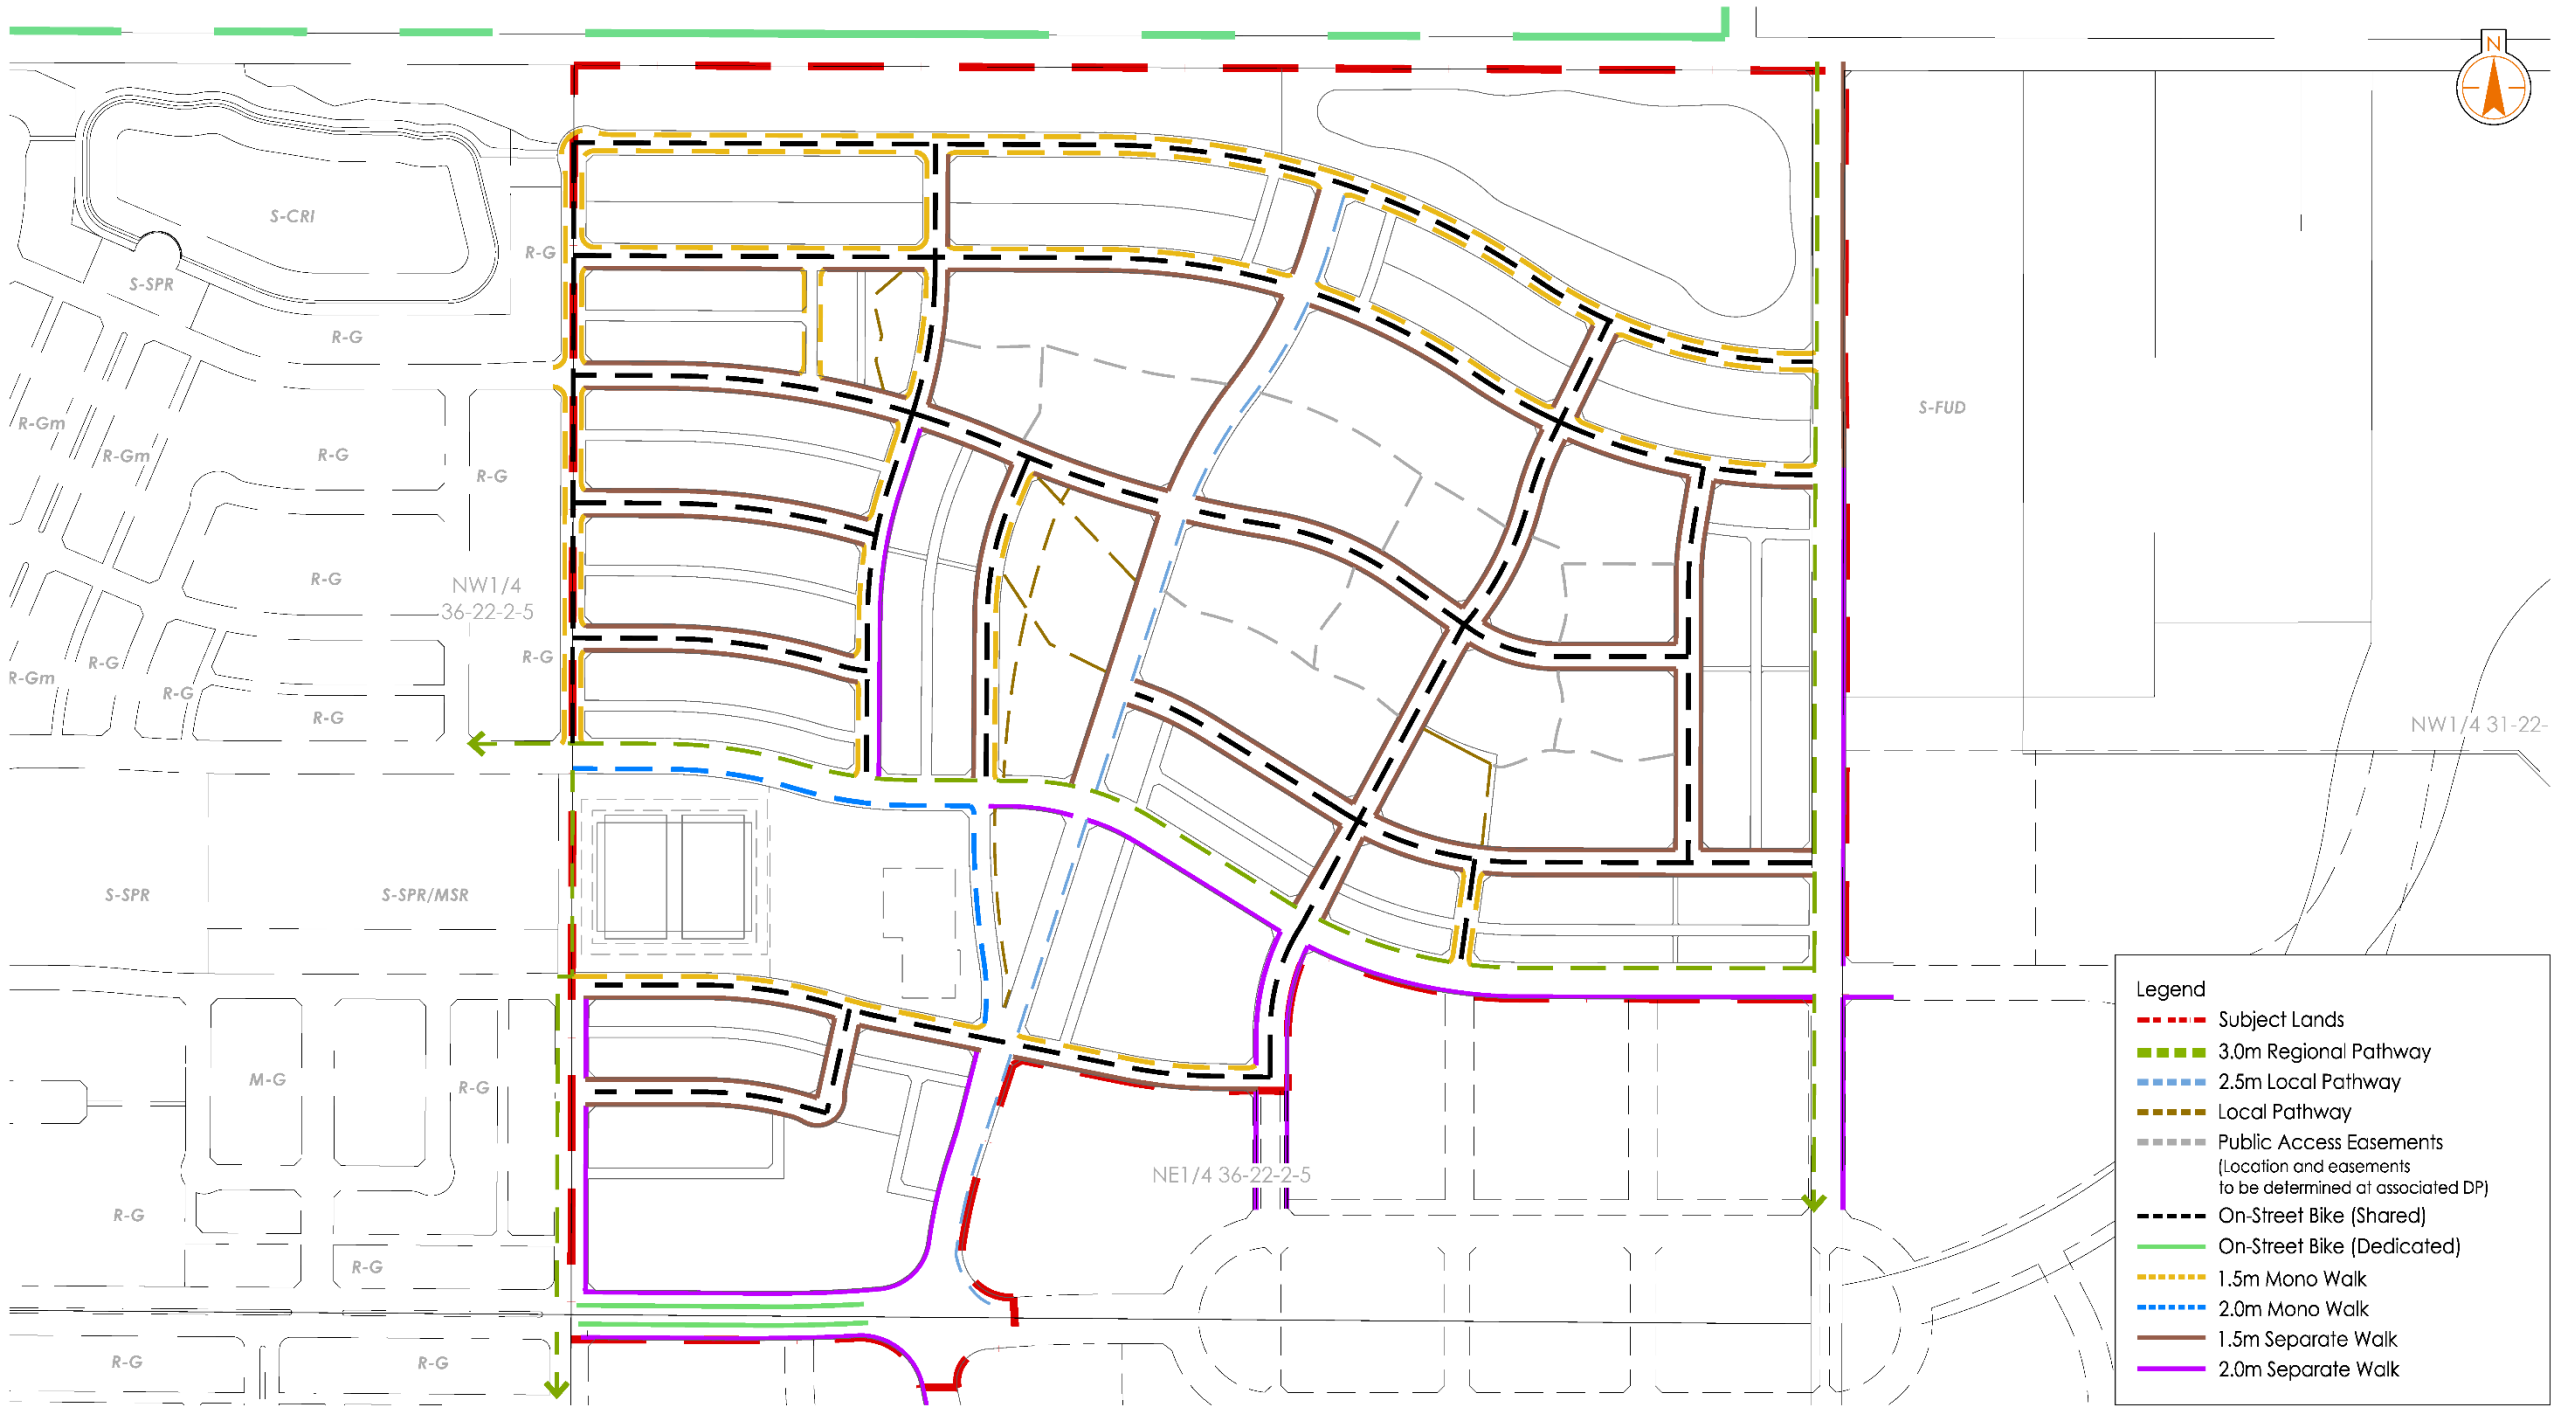 N
S-CRI
R-G
S-SPR
R-G
R-Gm
R-Gm
R-G
R-G
S-FUD
NW1/4
36-22-2-5
R-G
R-G
R-G
R-Gm
R-G
R-G
NW1/4 31-22-
S-SPR
S-SPR/MSR
M-G
R-G
NE1/4 36-22-2-5
R-G
R-G
R-G
R-G
Legend
Subject Lands
3.0m Regional Pathway
2.5m Local Pathway
Local Pathway
Public Access Easements
(Location and easements
to be determined at associated DP)
On-Street Bike (Shared)
On-Street Bike (Dedicated)
1.5m Mono Walk
2.0m Mono Walk
1.5m Separate Walk
2.0m Separate Walk